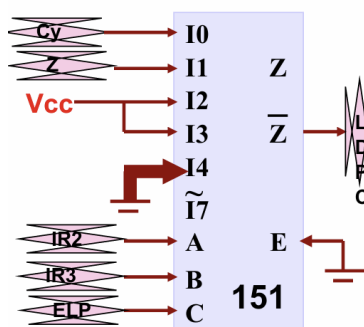 Cy I0
Z I1 Z
Vcc I2
I3 Z̅
I4
~
I7
IR2 A E
IR3 B
ELP C 151
L
D
P
C